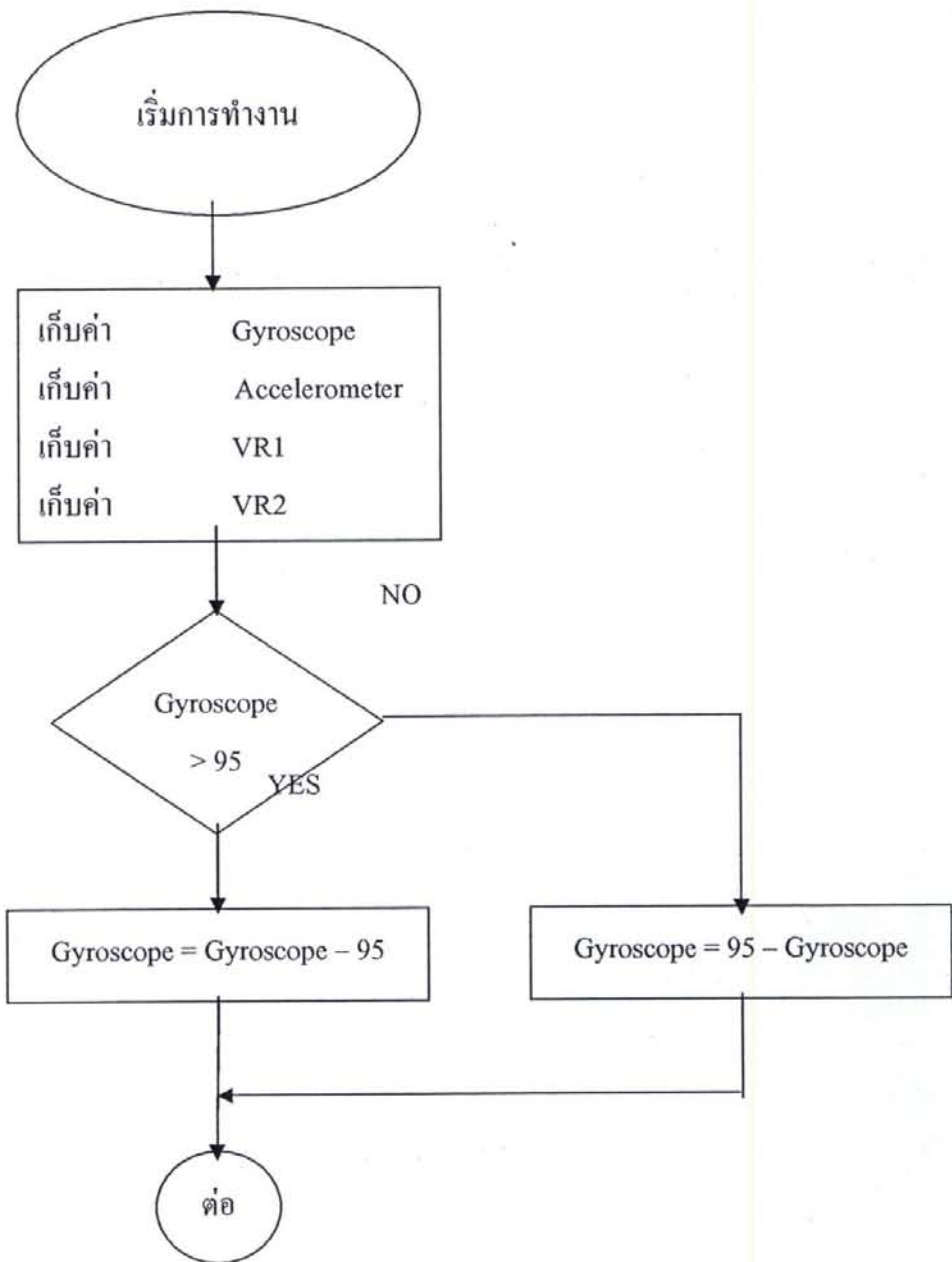 เริ่มการทำงาน
เก็บค่า Gyroscope
เก็บค่า Accelerometer
เก็บค่า VR1
เก็บค่า VR2
NO
Gyroscope
> 95
YES
Gyroscope = Gyroscope – 95
Gyroscope = 95 – Gyroscope
ต่อ